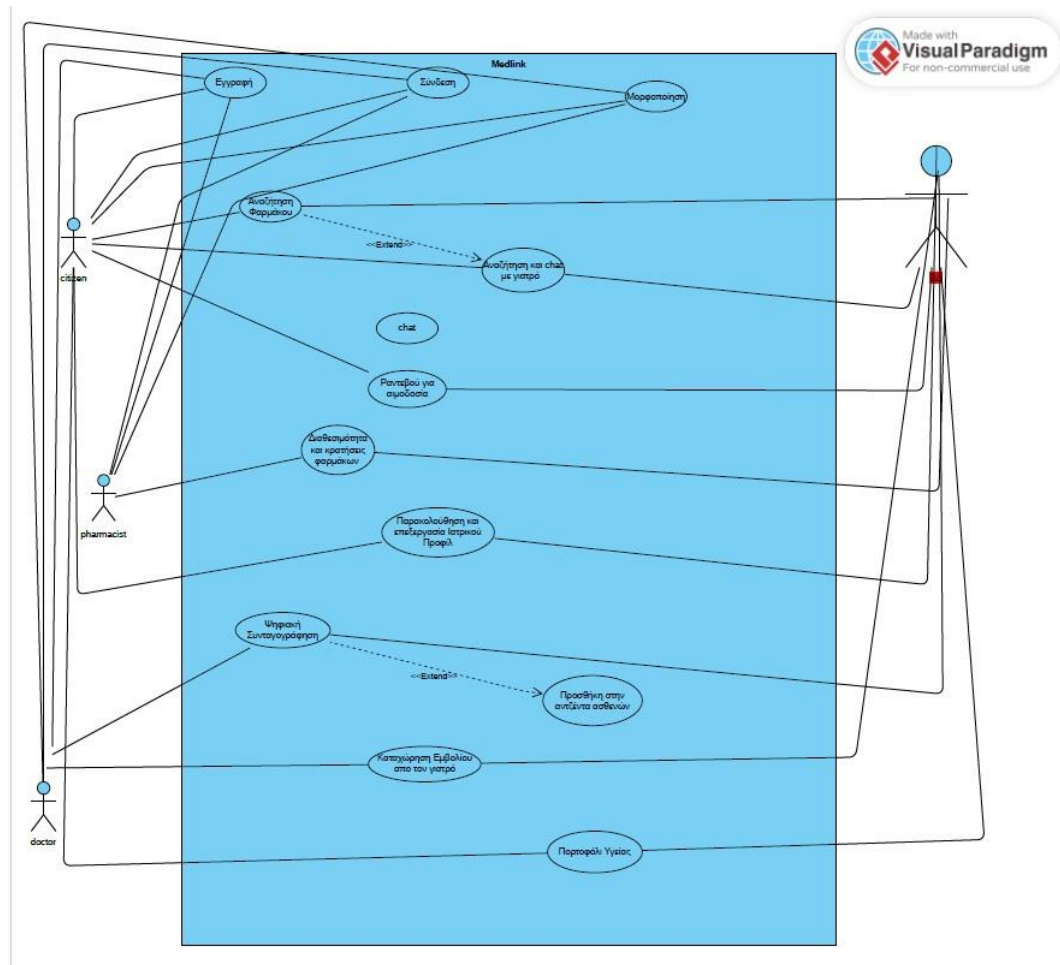 Made with
Visual Paradigm
For non-commercial use
Medlink
Εγγραφή
Σύνδεση
Μορφοποίηση
Αναζήτηση
Φαρμάκου
<<Extend>>
Αναζήτηση και chat
με γιατρό
citizen
chat
Ραντεβού για
αιμοδοσία
Διαθεσιμότητα
και κρατήσεις
φαρμάκων
pharmacist
Παρακολούθηση και
επεξεργασία Ιατρικού
Προφίλ
Ψηφιακή
Συνταγογράφηση
<<Extend>>
Προσθήκη στην
αντζέντα ασθενών
Καταχώρηση Εμβολίου
απο τον γιατρό
doctor
Πορτοφόλι Υγείας